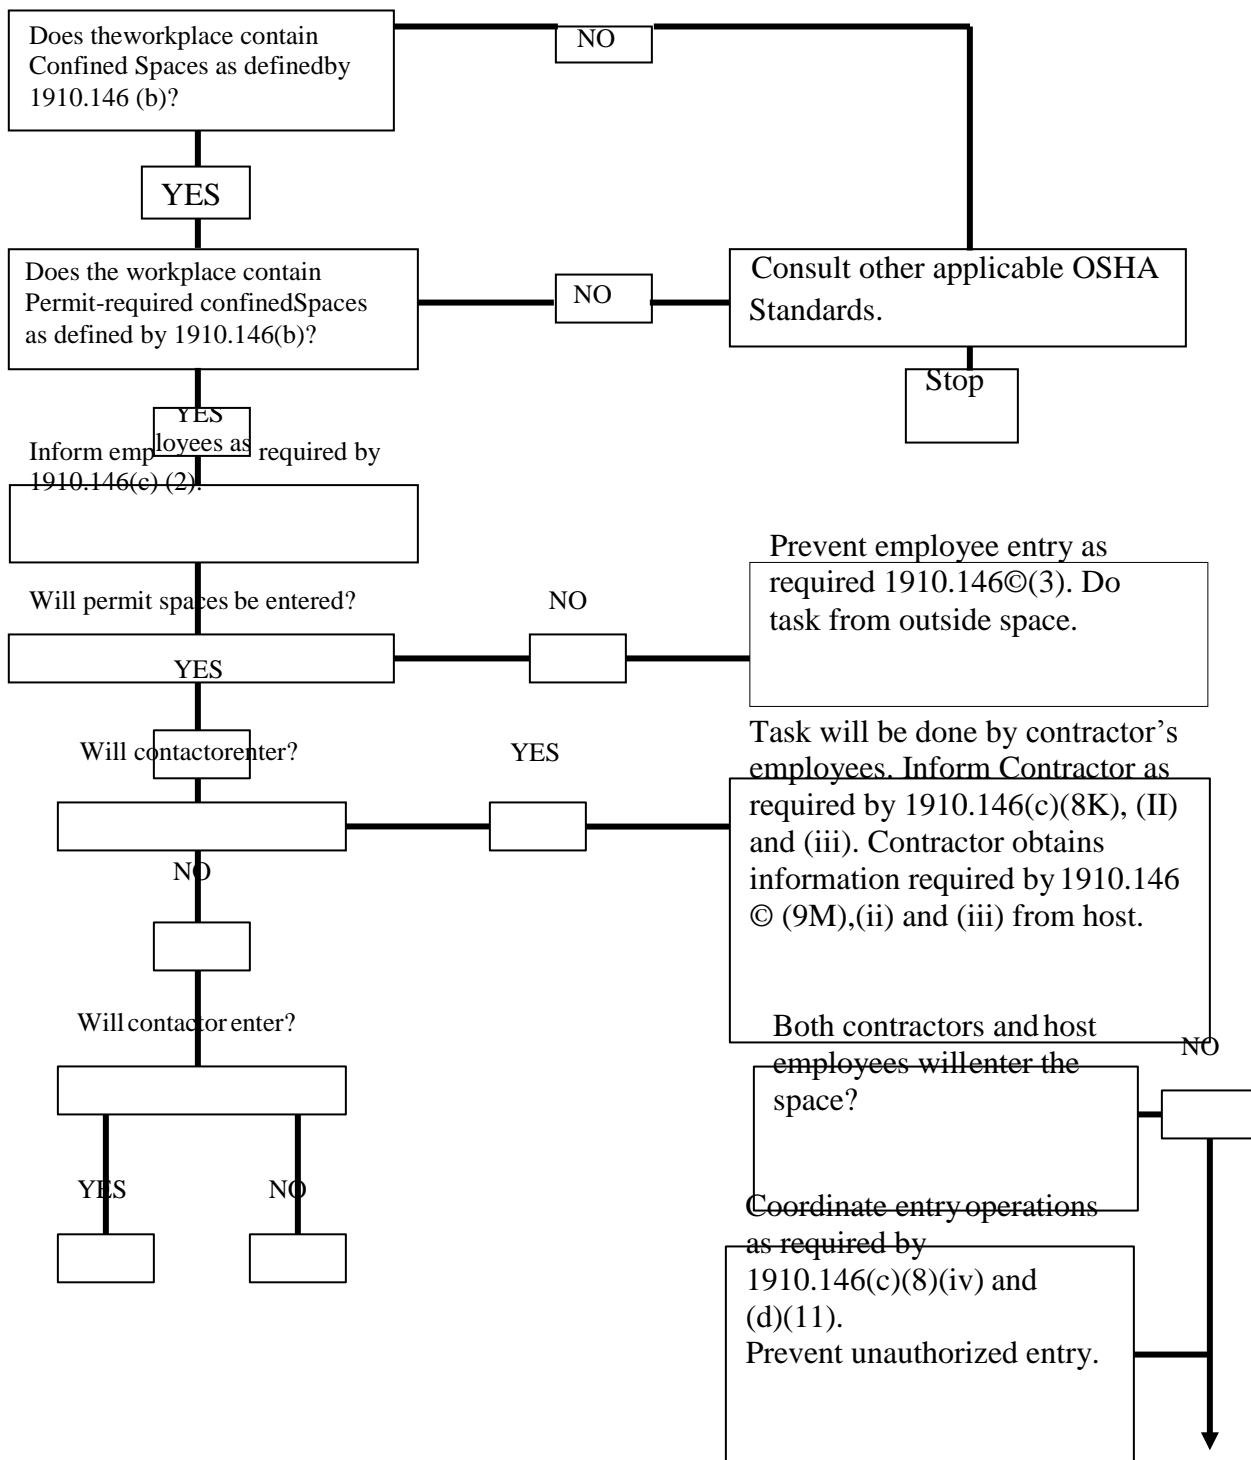 Does theworkplace contain
Confined Spaces as definedby
1910.146 (b)?
NO
YES
Does the workplace contain
Permit-required confinedSpaces
as defined by 1910.146(b)?
NO
Consult other applicable OSHA
Standards.
Stop
YES
Inform employees as required by
1910.146(c) (2).
Prevent employee entry as
required 1910.146©(3). Do
task from outside space.
Will permit spaces be entered?
NO
YES
Task will be done by contractor’s
employees. Inform Contractor as
required by 1910.146(c)(8K), (II)
and (iii). Contractor obtains
information required by 1910.146
© (9M),(ii) and (iii) from host.
Will contactorenter?
YES
NO
Will contactor enter?
Both contractors and host
employees willenter the
space?
NO
YES
NO
Coordinate entry operations
as required by
1910.146(c)(8)(iv) and
(d)(11).
Prevent unauthorized entry.